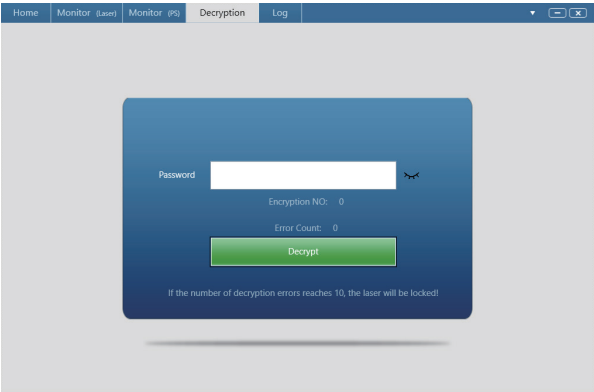 Home Monitor (Laser) Monitor (PS) Decryption Log
Password
Encryption NO: 0
Error Count: 0
Decrypt
If the number of decryption errors reaches 10, the laser will be locked!